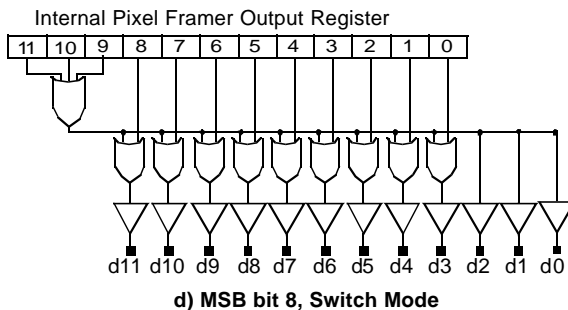 Internal Pixel Framer Output Register
11 10 9 8 7 6 5 4 3 2 1 0
d11 d10 d9 d8 d7 d6 d5 d4 d3 d2 d1 d0
d) MSB bit 8, Switch Mode